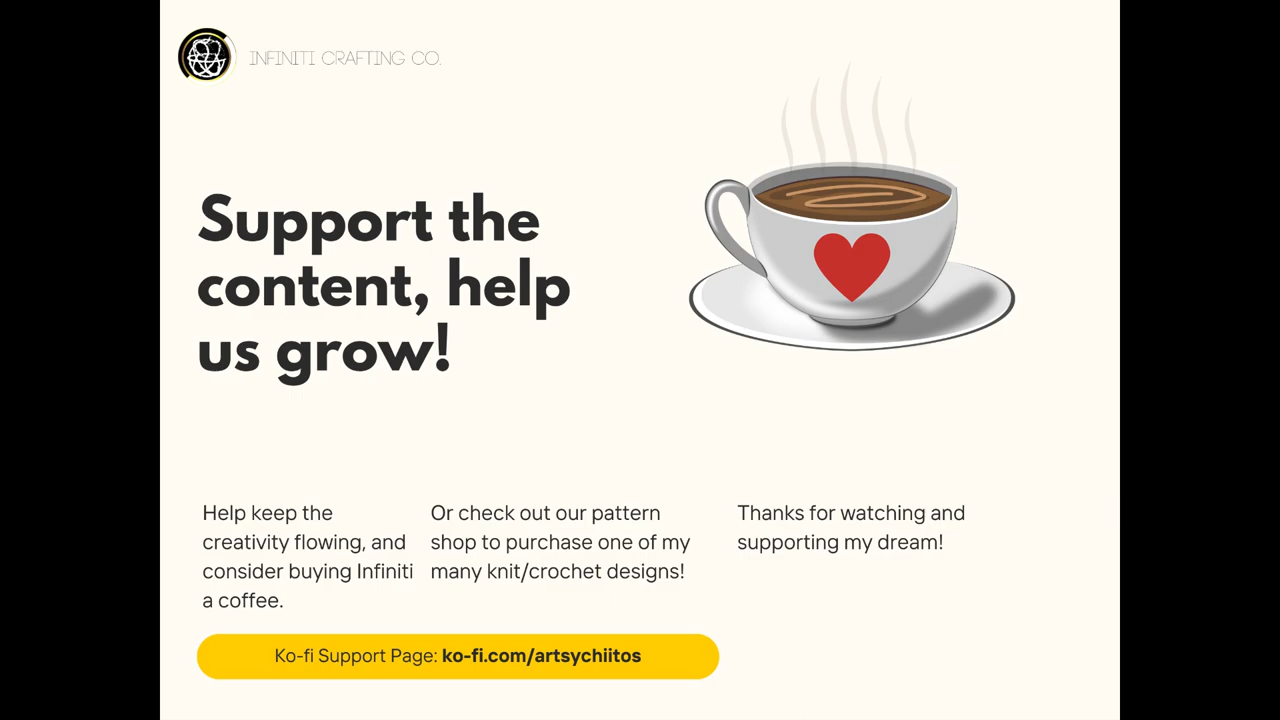 INFINITI CRAFTING CO.
Support the
content, help
us grow!
Help keep the
creativity flowing, and
consider buying Infiniti
a coffee.
Or check out our pattern
shop to purchase one of my
many knit/crochet designs!
Thanks for watching and
supporting my dream!
Ko-fi Support Page: ko-fi.com/artsychiitos